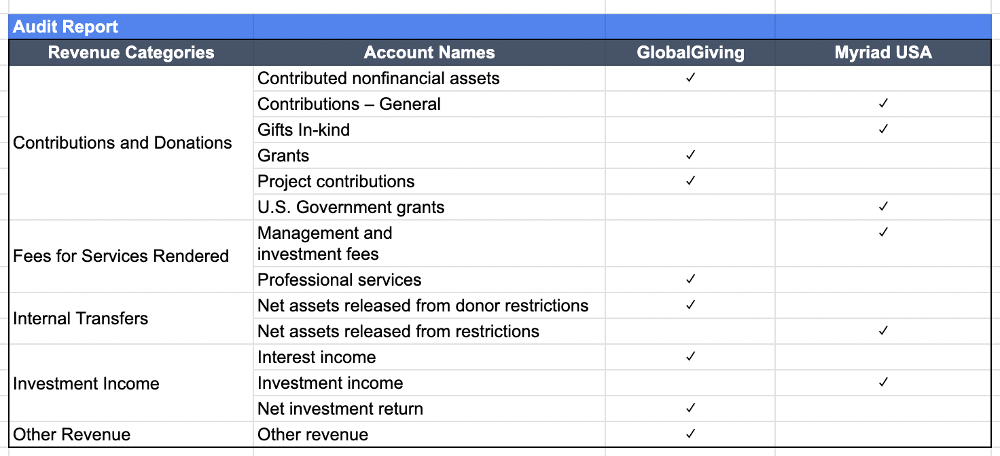 Audit Report
Revenue Categories Account Names GlobalGiving Myriad USA
Contributions and Donations
Contributed nonfinancial assets ✓
Contributions – General ✓
Gifts In-kind ✓
Grants ✓
Project contributions ✓
U.S. Government grants ✓
Fees for Services Rendered
Management and ✓
investment fees
Professional services ✓
Internal Transfers
Net assets released from donor restrictions ✓
Net assets released from restrictions ✓
Investment Income
Interest income ✓
Investment income ✓
Net investment return ✓
Other Revenue Other revenue ✓